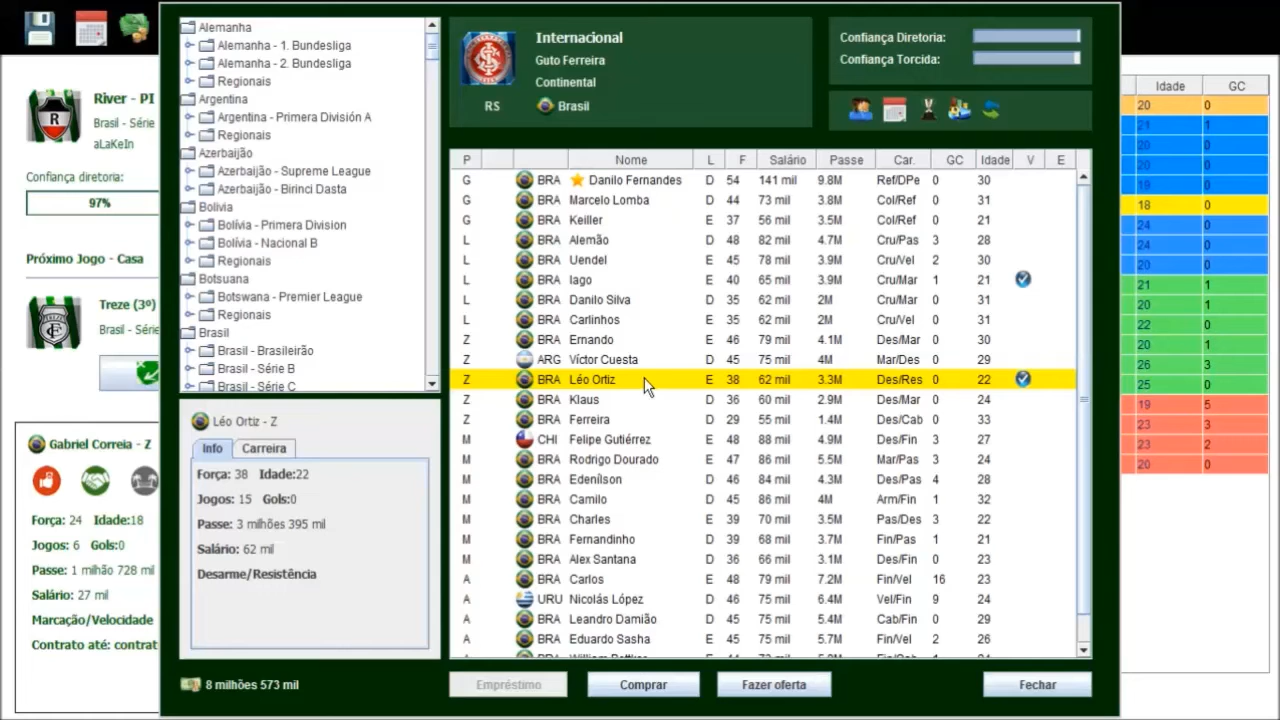 River - PI
Brasil - Série
aLaKeIn
Confiança diretoria:
97%
Próximo Jogo - Casa
Treze (3º)
Brasil - Série
Gabriel Correia - Z
Força: 24 Idade:18
Jogos: 6 Gols:0
Passe: 1 milhão 728 mil
Salário: 27 mil
Marcação/Velocidade
Contrato até: contrat
Alemanha
Alemanha - 1. Bundesliga
Alemanha - 2. Bundesliga
Regionais
Argentina
Argentina - Primera División A
Regionais
Azerbaijão
Azerbaijão - Supreme League
Azerbaijão - Birinci Dasta
Bolivia
Bolívia - Primera Division
Bolívia - Nacional B
Regionais
Botsuana
Botswana - Premier League
Regionais
Brasil
Brasil - Brasileirão
Brasil - Série B
Brasil - Série C
Léo Ortiz - Z
Info Carreira
Força: 38 Idade:22
Jogos: 15 Gols:0
Passe: 3 milhões 395 mil
Salário: 62 mil
Desarme/Resistência
8 milhões 573 mil
Internacional
Guto Ferreira
Continental
RS Brasil
Confiança Diretoria:
Confiança Torcida:
P Nome L F Salário Passe Car. GC Idade V E
G BRA Danilo Fernandes D 54 141 mil 9.8M Ref/DPe 0 30
G BRA Marcelo Lomba D 44 73 mil 3.8M Col/Ref 0 31
G BRA Keiller E 37 56 mil 3.5M Col/Ref 0 21
L BRA Alemão D 48 82 mil 4.7M Cru/Pas 3 28
L BRA Uendel E 45 78 mil 3.9M Cru/Vel 2 30
L BRA Iago E 40 65 mil 3.9M Cru/Mar 1 21
L BRA Danilo Silva D 35 62 mil 2M Cru/Mar 0 31
L BRA Carlinhos E 35 62 mil 2M Cru/Mar 0 31
Z BRA Ernando E 46 79 mil 4.1M Des/Mar 0 30
Z ARG Víctor Cuesta D 45 75 mil 4M Mar/Des 0 29
Z BRA Léo Ortiz E 38 62 mil 3.3M Des/Res 0 22
Z BRA Klaus D 36 60 mil 2.9M Des/Mar 0 24
Z BRA Ferreira D 29 55 mil 1.4M Des/Cab 0 33
M CHI Felipe Gutiérrez E 48 88 mil 4.9M Des/Fin 3 27
M BRA Rodrigo Dourado E 47 86 mil 5.5M Mar/Pas 3 24
M BRA Edenílson D 46 84 mil 4.3M Des/Pas 4 28
M BRA Camilo D 45 86 mil 4M Arm/Fin 1 32
M BRA Charles E 39 70 mil 3.5M Pas/Des 3 22
M BRA Fernandinho D 39 68 mil 3.7M Fin/Pas 1 21
M BRA Alex Santana D 36 66 mil 3.1M Des/Fin 0 23
A BRA Carlos E 48 79 mil 7.2M Fin/Vel 16 23
A URU Nicolás López D 46 75 mil 6.4M Vel/Fin 9 24
A BRA Leandro Damião D 45 75 mil 5.4M Cab/Fin 0 29
A BRA Eduardo Sasha E 45 75 mil 5.7M Fin/Vel 2 26
Empréstimo Comprar Fazer oferta Fechar
Idade GC
20 0
21 1
20 0
20 0
19 0
18 0
24 0
24 0
20 0
21 1
20 1
22 0
20 1
26 3
25 0
19 5
23 3
23 2
20 0